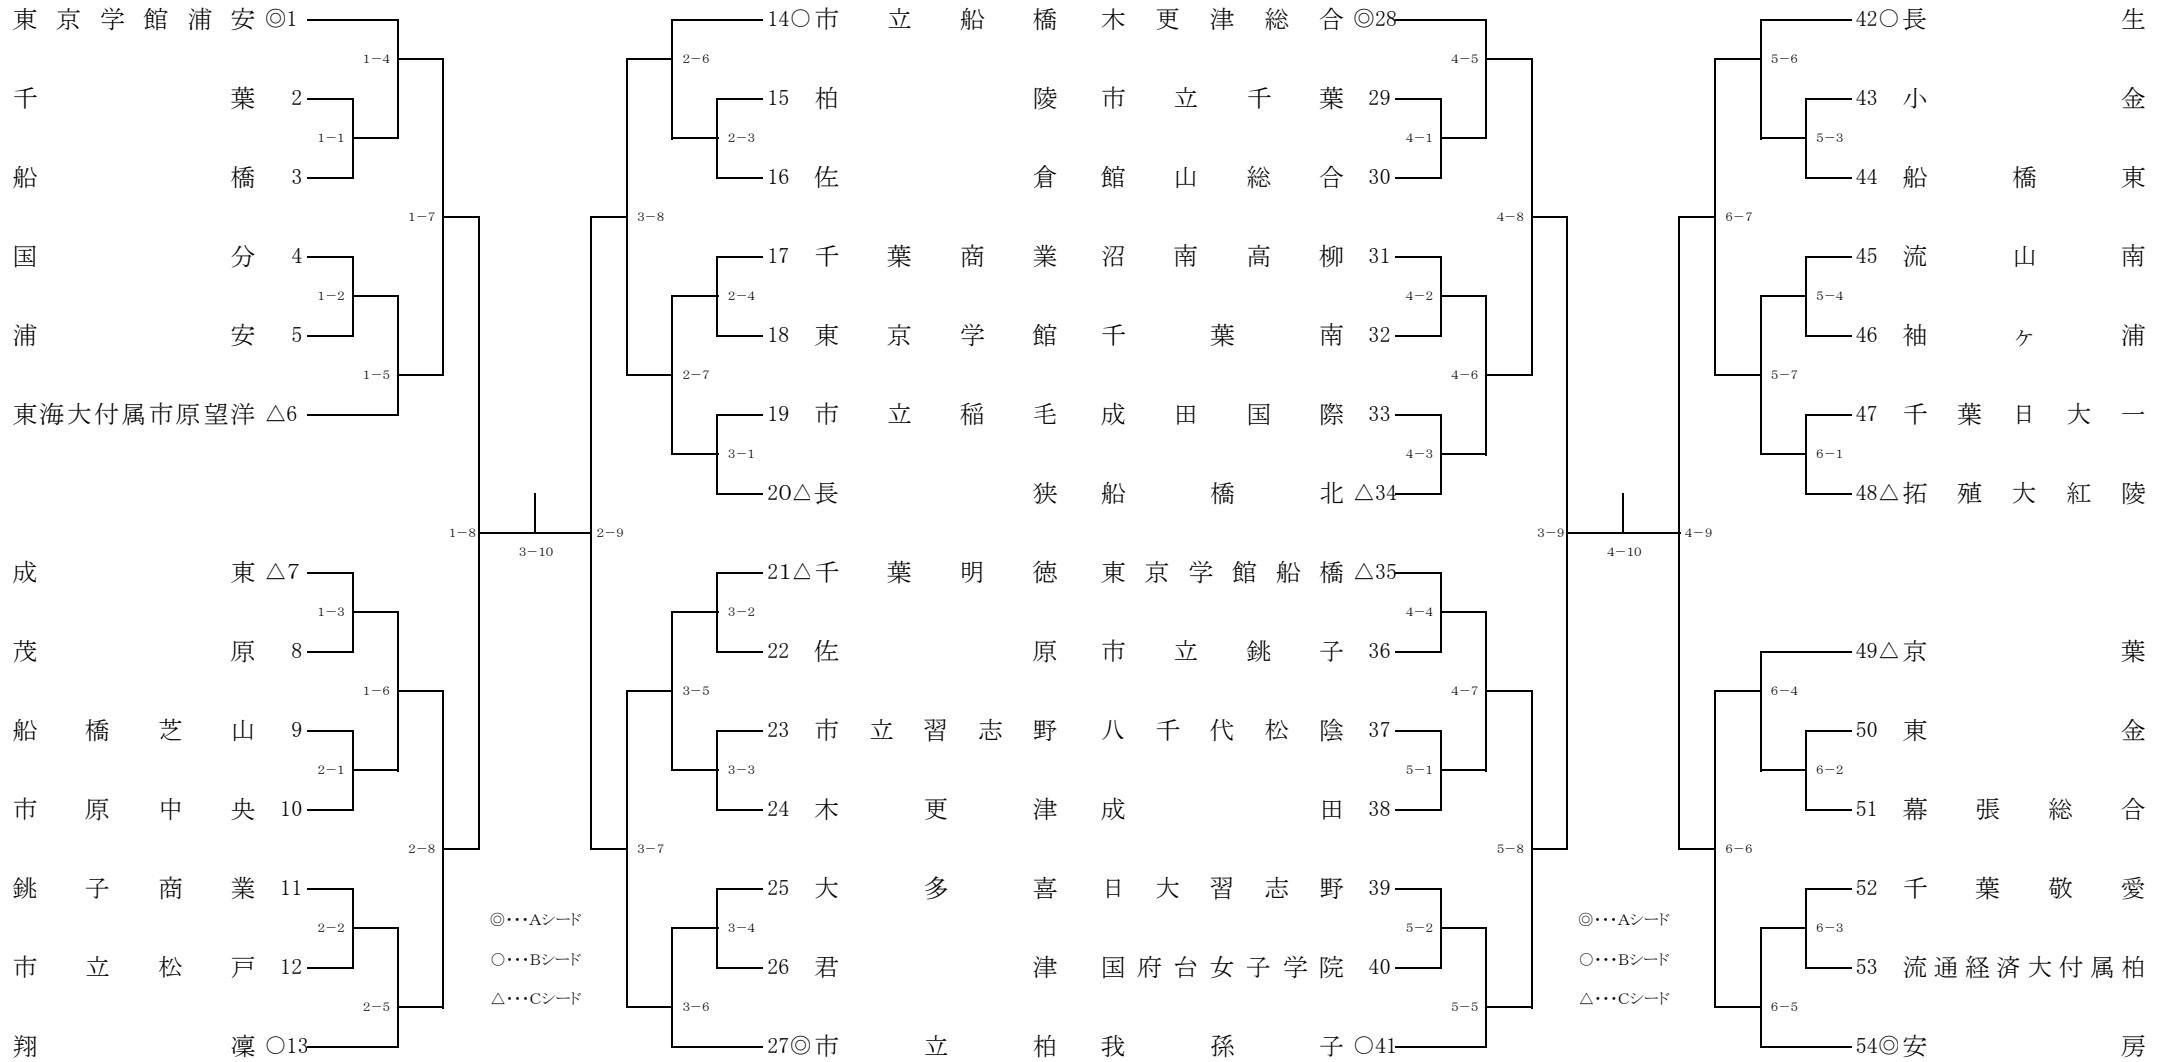 東京学館浦安 ◎1
1-4
千葉 2
1-1
船橋 3
1-7
国分 4
1-2
浦安 5
1-5
東海大付属市原望洋 △6
1-8
成東 △7
1-3
茂原 8
1-6
船橋芝山 9
2-1
市原中央 10
2-8
銚子商業 11
2-2
市立松戸 12
2-5
翔凜 ○13
3-10
◎･･･Aシード
○･･･Bシード
△･･･Cシード
14○市立船橋
2-6
15 柏陵
2-3
16 佐倉
3-8
17 千葉商業
2-4
18 東京学館
2-7
19 市立稲毛
3-1
20△長狭
2-9
21△千葉明徳
3-2
22 佐原
3-5
23 市立習志野
3-3
24 木更津
3-7
25 大多喜
3-4
26 君津
3-6
27◎市立柏
木更津総合 ◎28
4-5
市立千葉 29
4-1
館山総合 30
4-8
沼南高柳 31
4-2
千葉南 32
4-6
成田国際 33
4-3
船橋北 △34
3-9
東京学館船橋 △35
4-4
市立銚子 36
4-7
八千代松陰 37
5-1
成田 38
5-8
日大習志野 39
5-2
国府台女子学院 40
5-5
我孫子 ○41
4-10
◎･･･Aシード
○･･･Bシード
△･･･Cシード
42○長生
5-6
43 小金
5-3
44 船橋東
6-7
45 流山南
5-4
46 袖ヶ浦
5-7
47 千葉日大一
6-1
48△拓殖大紅陵
4-9
49△京葉
6-4
50 東金
6-2
51 幕張総合
6-6
52 千葉敬愛
6-3
53 流通経済大付属柏
6-5
54◎安房